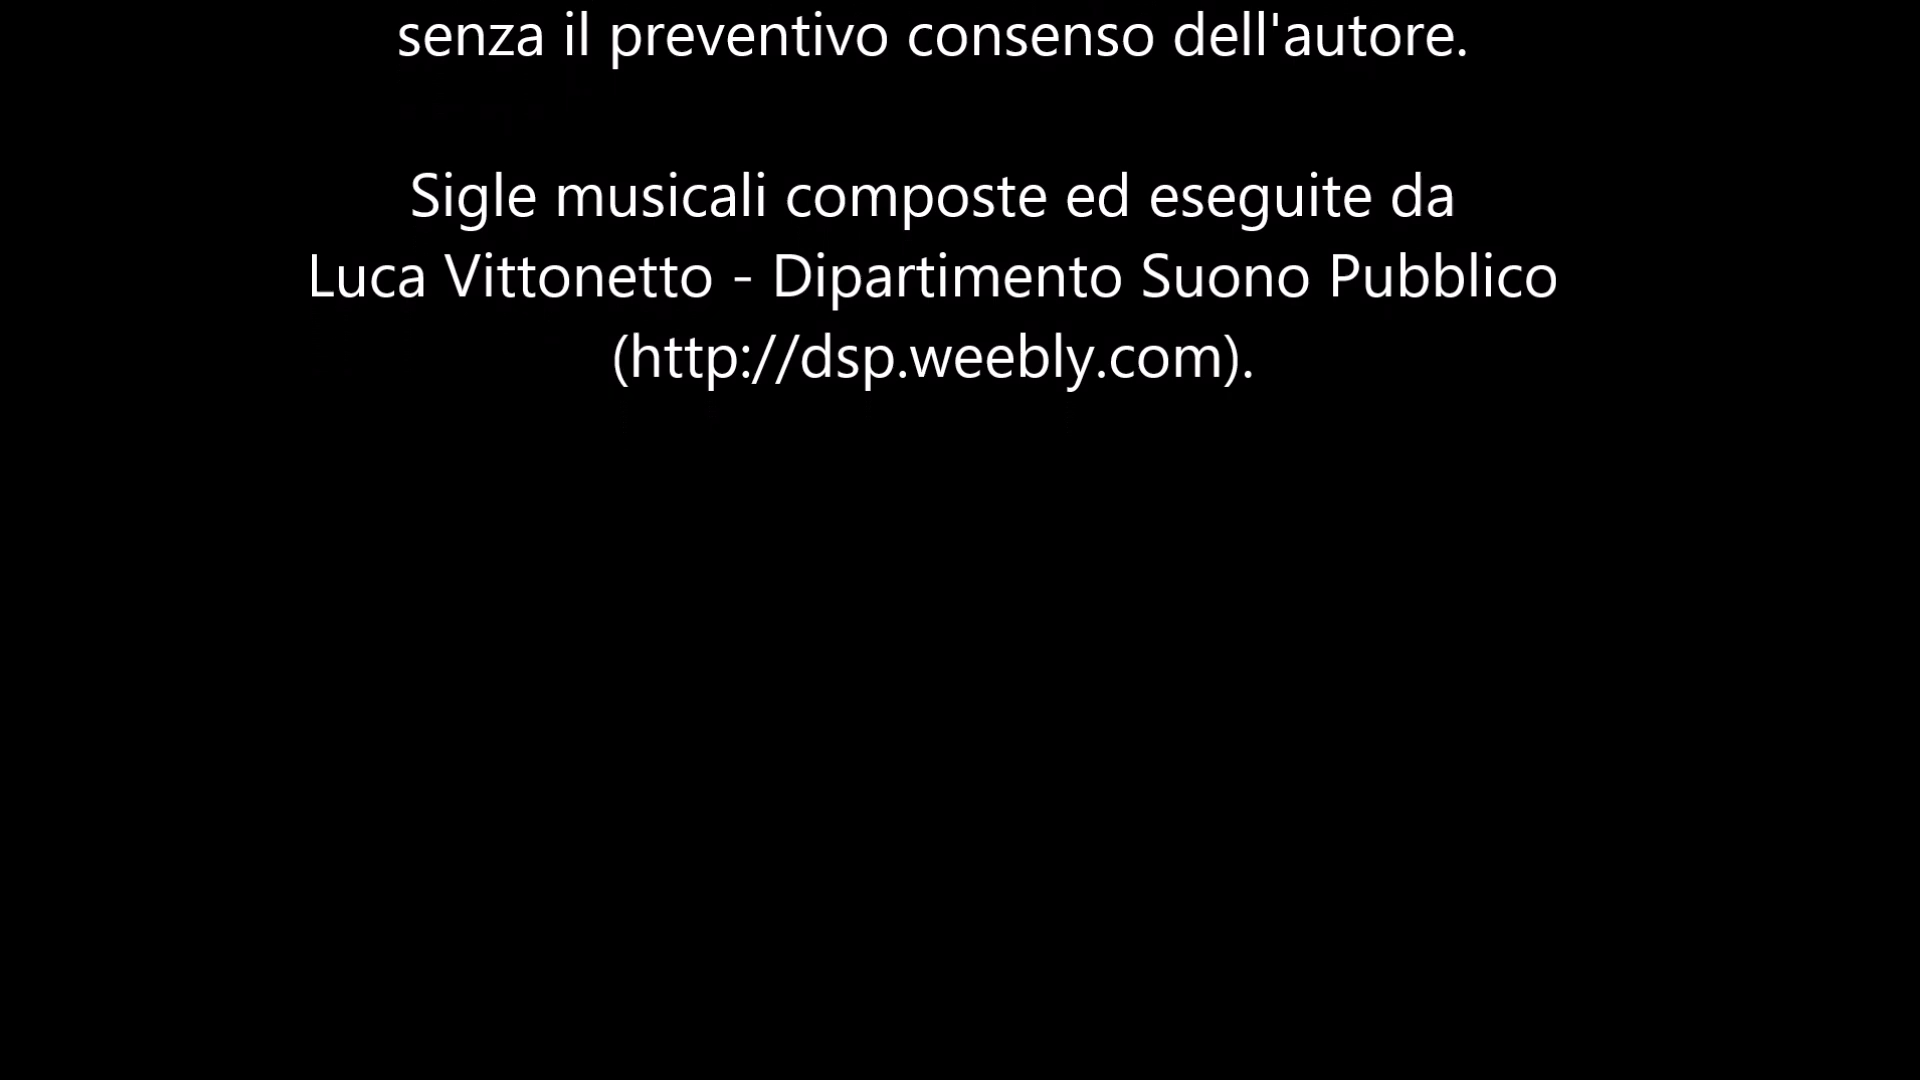 senza il preventivo consenso dell'autore.
Sigle musicali composte ed eseguite da
Luca Vittonetto - Dipartimento Suono Pubblico
(http://dsp.weebly.com).